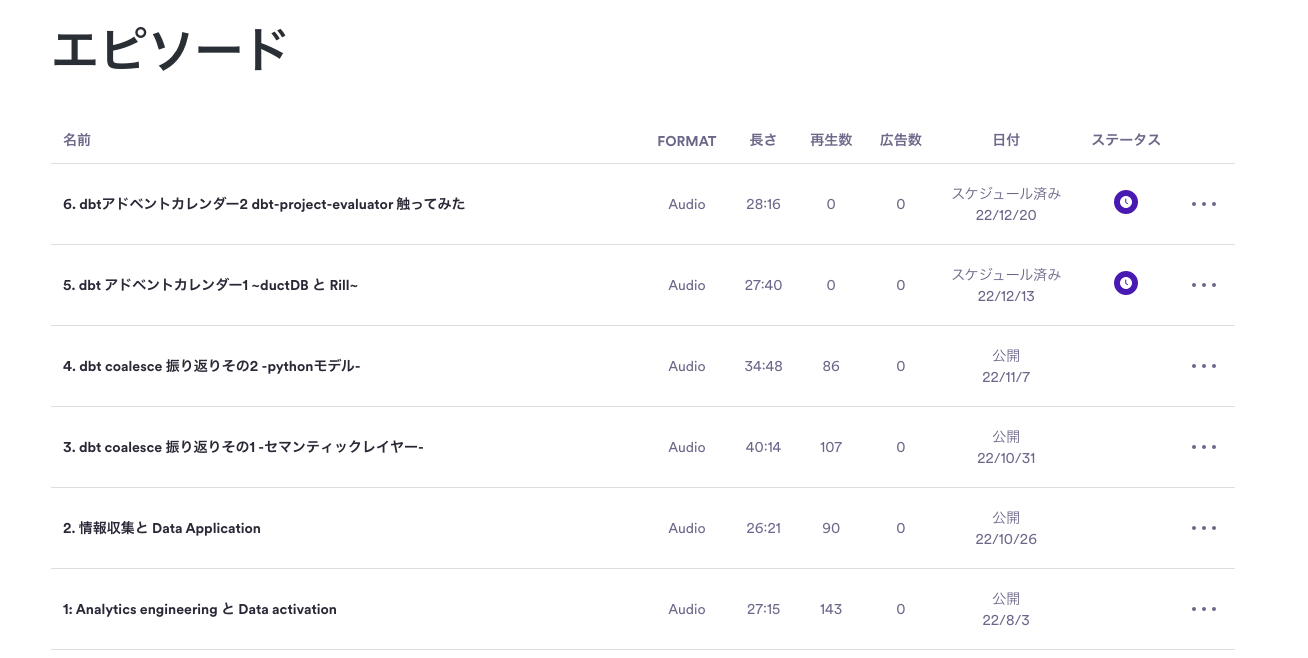 エピソード
名前 FORMAT 長さ 再生数 広告数 日付 ステータス
6. dbtアドベントカレンダー2 dbt-project-evaluator 触ってみた Audio 28:16 0 0 スケジュール済み
22/12/20
5. dbt アドベントカレンダー1 ~ductDB と Rill~ Audio 27:40 0 0 スケジュール済み
22/12/13
4. dbt coalesce 振り返りその2 -pythonモデル- Audio 34:48 86 0 公開
22/11/7
3. dbt coalesce 振り返りその1 -セマンティックレイヤー- Audio 40:14 107 0 公開
22/10/31
2. 情報収集と Data Application Audio 26:21 90 0 公開
22/10/26
1: Analytics engineering と Data activation Audio 27:15 143 0 公開
22/8/3